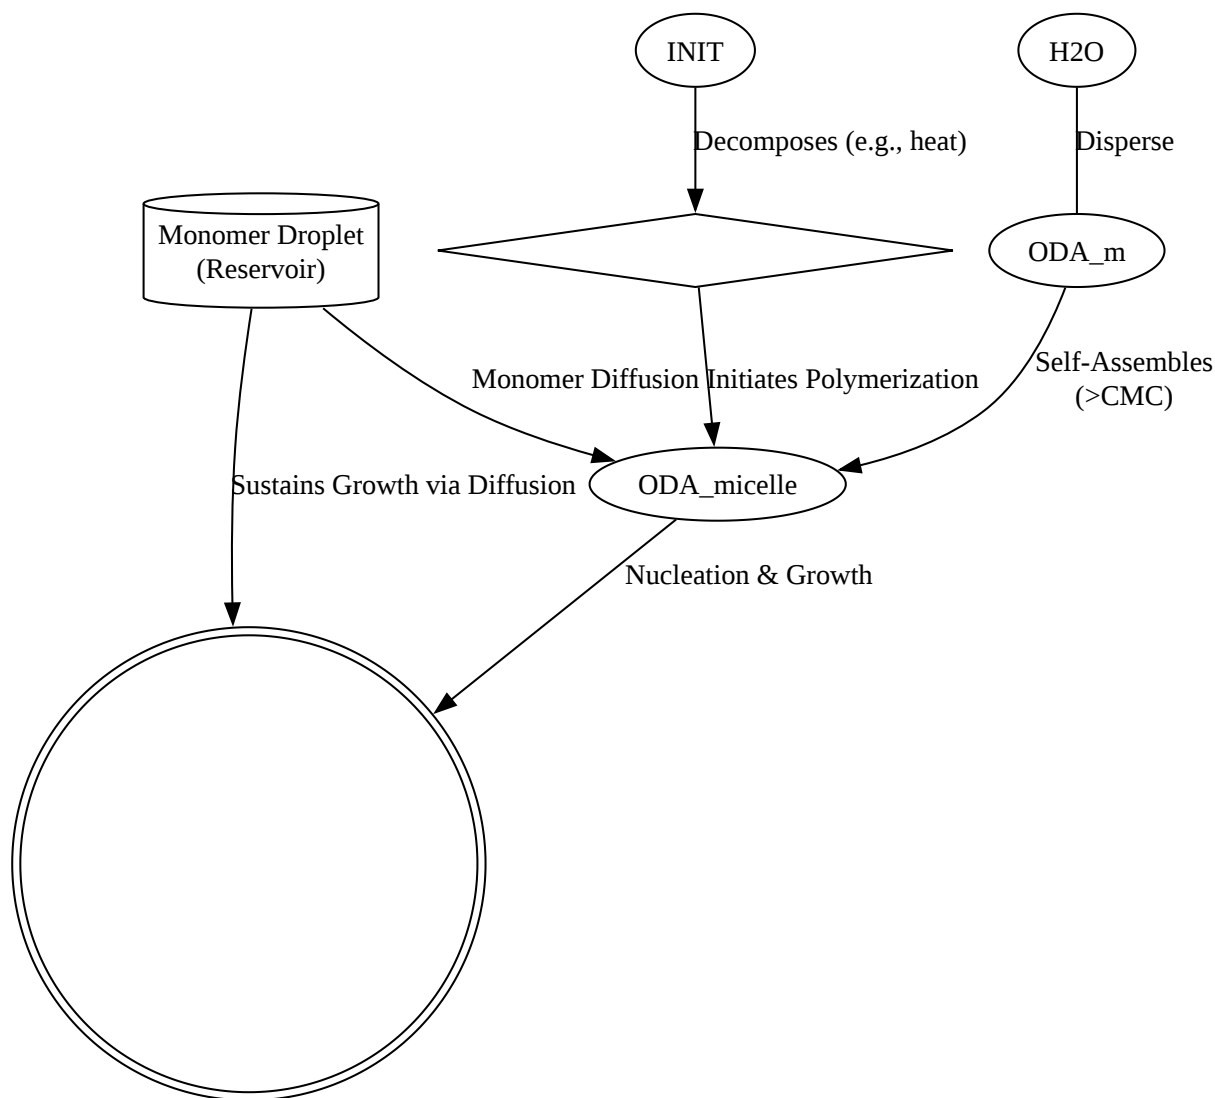 INIT
H2O
Decomposes (e.g., heat)
Disperse
Monomer Droplet
(Reservoir)
ODA_m
Monomer Diffusion
Initiates Polymerization
Self-Assembles
(>CMC)
Sustains Growth via Diffusion
ODA_micelle
Nucleation & Growth